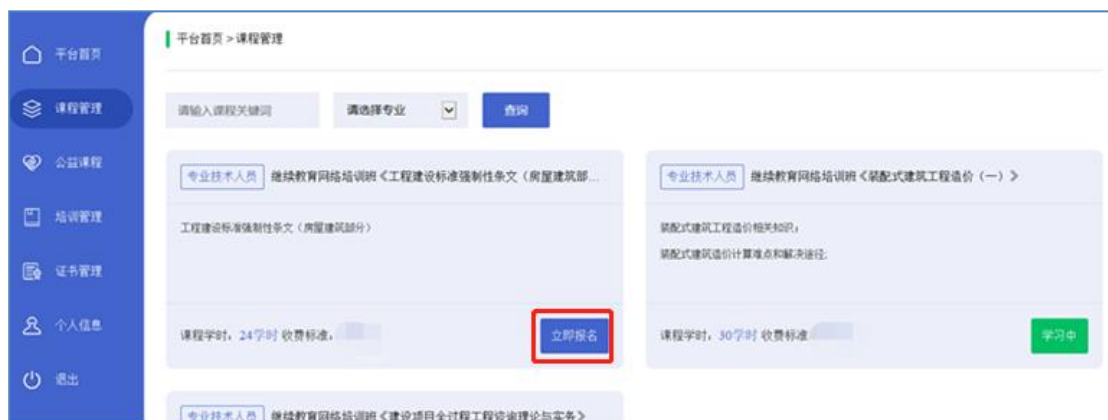 平台首页
课程管理
公益课程
培训管理
证书管理
个人信息
退出
平台首页 > 课程管理
请输入课程关键词
请选择专业
查询
专业技术人员 继续教育网络培训班《工程建设标准强制性条文（房屋建筑部...
工程建设标准强制性条文（房屋建筑部分）
课程学时：24学时 收费标准：
立即报名
专业技术人员 继续教育网络培训班《装配式建筑工程造价（一）》
装配式建筑工程造价相关知识；
装配式建筑造价计算难点和解决途径;
课程学时：30学时 收费标准
学习中
专业技术人员 继续教育网络培训班《建设项目全过程工程咨询理论与实务》